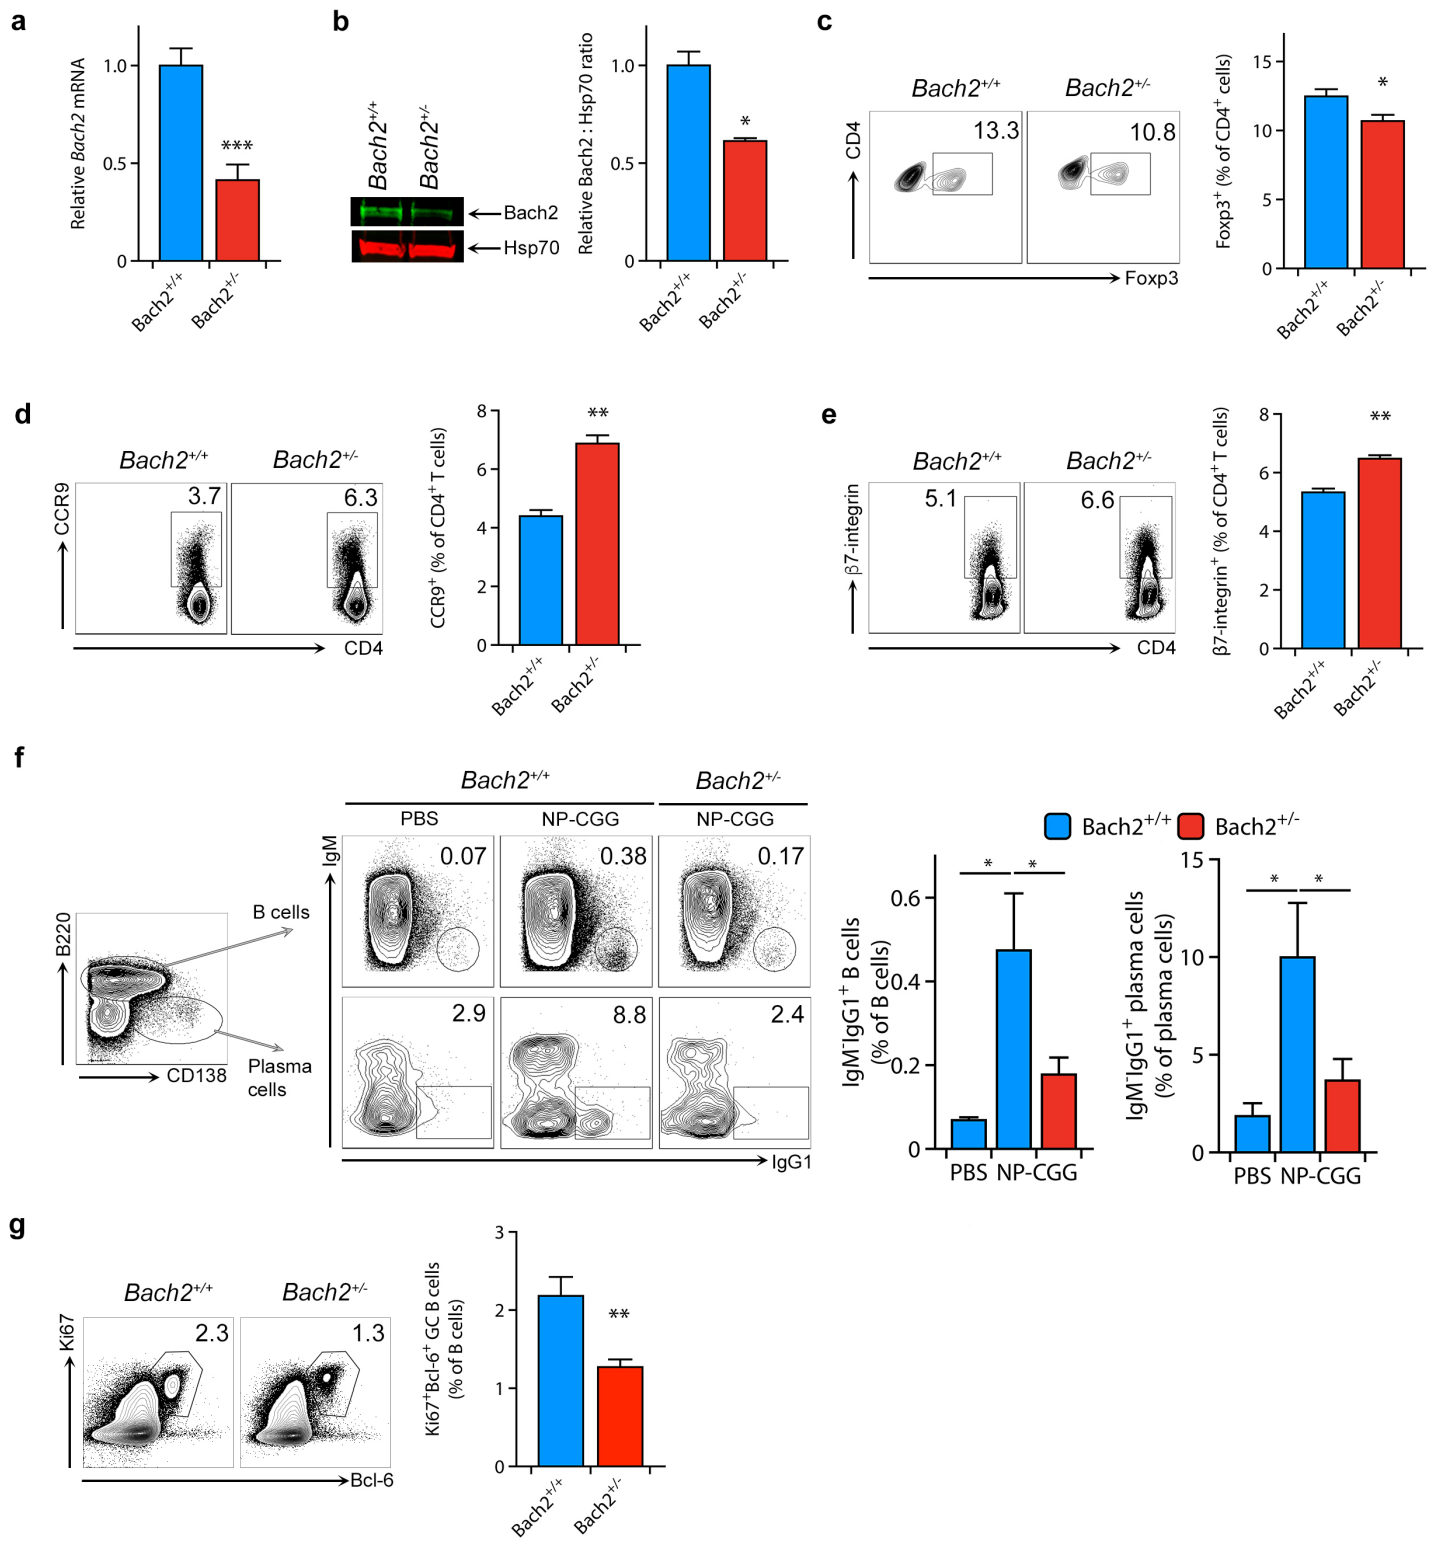 a
Relative Bach2 mRNA
1.0
0.5
0
***
Bach2+/+
Bach2+/-
b
Bach2+/+
Bach2+/-
Bach2
Hsp70
Relative Bach2 : Hsp70 ratio
1.0
0.5
0
*
Bach2+/+
Bach2+/-
c
Bach2+/+
Bach2+/-
CD4
13.3
10.8
Foxp3
Foxp3+ (% of CD4+ cells)
15
10
5
0
*
Bach2+/+
Bach2+/-
d
Bach2+/+
Bach2+/-
CCR9
3.7
6.3
CD4
CCR9+ (% of CD4+ T cells)
8
6
4
2
0
**
Bach2+/+
Bach2+/-
e
Bach2+/+
Bach2+/-
β7-integrin
5.1
6.6
CD4
β7-integrin+ (% of CD4+ T cells)
8
6
4
2
0
**
Bach2+/+
Bach2+/-
f
B220
CD138
B cells
Plasma
cells
Bach2+/+
Bach2+/-
PBS
NP-CGG
NP-CGG
IgM
0.07
0.38
0.17
2.9
8.8
2.4
IgG1
Bach2+/+
Bach2+/-
IgM-IgG1+ B cells
(% of B cells)
0.6
0.4
0.2
0
*
*
PBS
NP-CGG
IgM-IgG1+ plasma cells
(% of plasma cells)
15
10
5
0
*
*
PBS
NP-CGG
g
Bach2+/+
Bach2+/-
Ki67
2.3
1.3
Bcl-6
Ki67+Bcl-6+ GC B cells
(% of B cells)
3
2
1
0
**
Bach2+/+
Bach2+/-